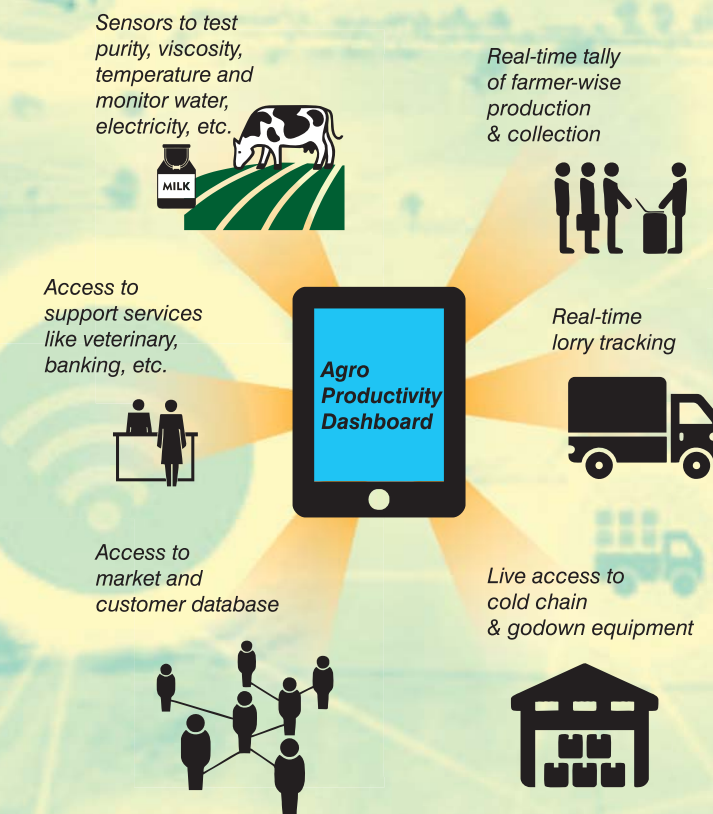 Sensors to test
purity, viscosity,
temperature and
monitor water,
electricity, etc.
MILK
Real-time tally
of farmer-wise
production
& collection
Access to
support services
like veterinary,
banking, etc.
Agro
Productivity
Dashboard
Real-time
lorry tracking
Access to
market and
customer database
Live access to
cold chain
& godown equipment